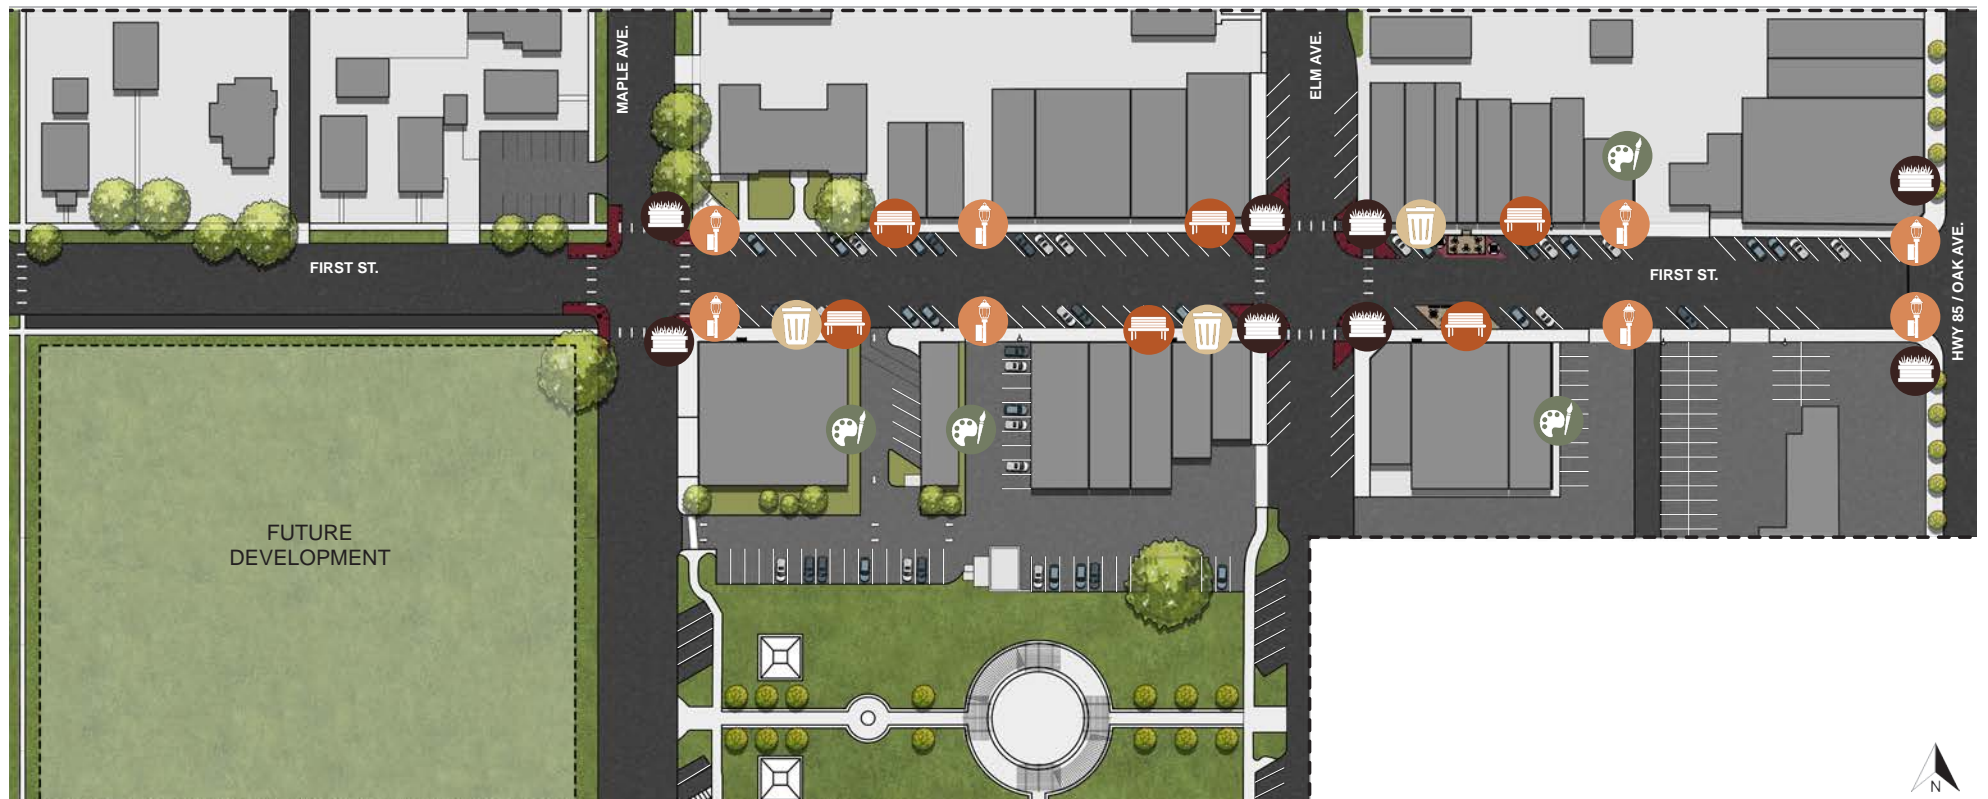 MAPLE AVE.
ELM AVE.
FIRST ST.
FIRST ST.
HWY 85 / OAK AVE.
FUTURE
DEVELOPMENT
N